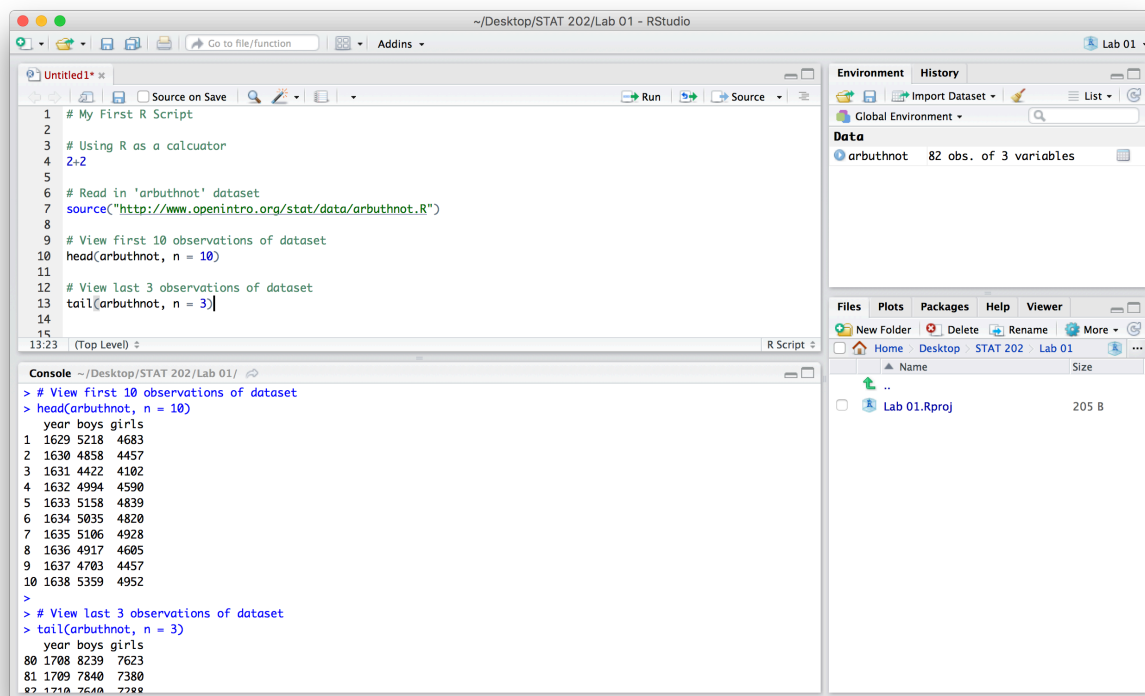 ~/Desktop/STAT 202/Lab 01 - RStudio
Go to file/function
Addins
Lab 01
Untitled1*
Source on Save
Run
Source
1 # My First R Script
2
3 # Using R as a calcuator
4 2+2
5
6 # Read in 'arbuthnot' dataset
7 source("http://www.openintro.org/stat/data/arbuthnot.R")
8
9 # View first 10 observations of dataset
10 head(arbuthnot, n = 10)
11
12 # View last 3 observations of dataset
13 tail(arbuthnot, n = 3)
14
15
13:23 (Top Level) R Script
Console ~/Desktop/STAT 202/Lab 01/
> # View first 10 observations of dataset
> head(arbuthnot, n = 10)
year boys girls
1 1629 5218 4683
2 1630 4858 4457
3 1631 4422 4102
4 1632 4994 4590
5 1633 5158 4839
6 1634 5035 4820
7 1635 5106 4928
8 1636 4917 4605
9 1637 4703 4457
10 1638 5359 4952
>
> # View last 3 observations of dataset
> tail(arbuthnot, n = 3)
year boys girls
80 1708 8239 7623
81 1709 7840 7380
82 1710 7640 7288
Environment History
Import Dataset List
Global Environment
Data
arbuthnot 82 obs. of 3 variables
Files Plots Packages Help Viewer
New Folder Delete Rename More
Home Desktop STAT 202 Lab 01 ...
Name Size
..
Lab 01.Rproj 205 B